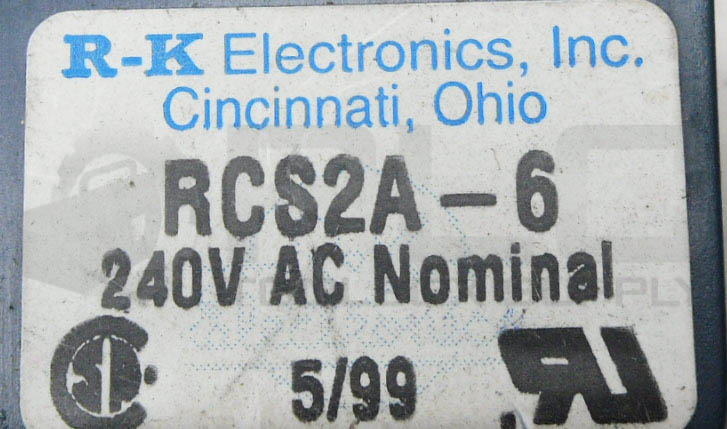 R-K Electronics, Inc.
Cincinnati, Ohio
RCS2A-6
240V AC Nominal
5/99